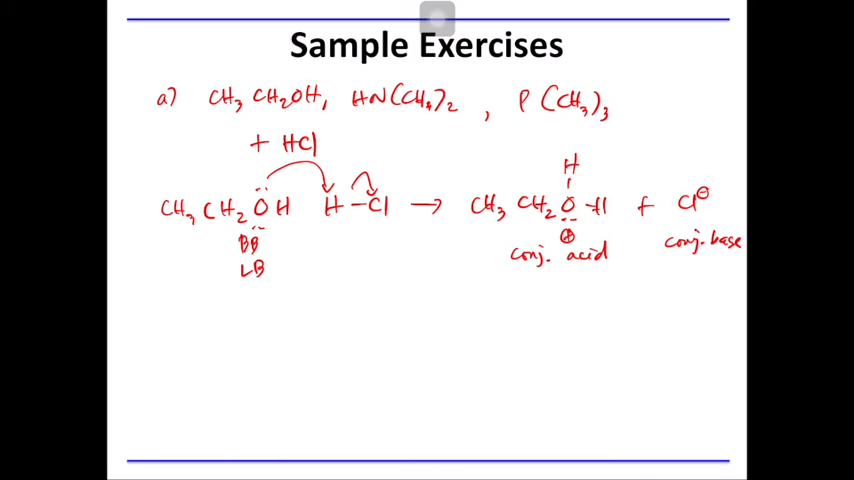 Sample Exercises
a) CH3 CH2OH, HN(CH4)2 , P(CH3)3
+ HCl
CH3 CH2 O H H – Cl → CH3 CH2 O – H + Cl⊖
H
⊕
BB
LB
conj. acid
conj. base